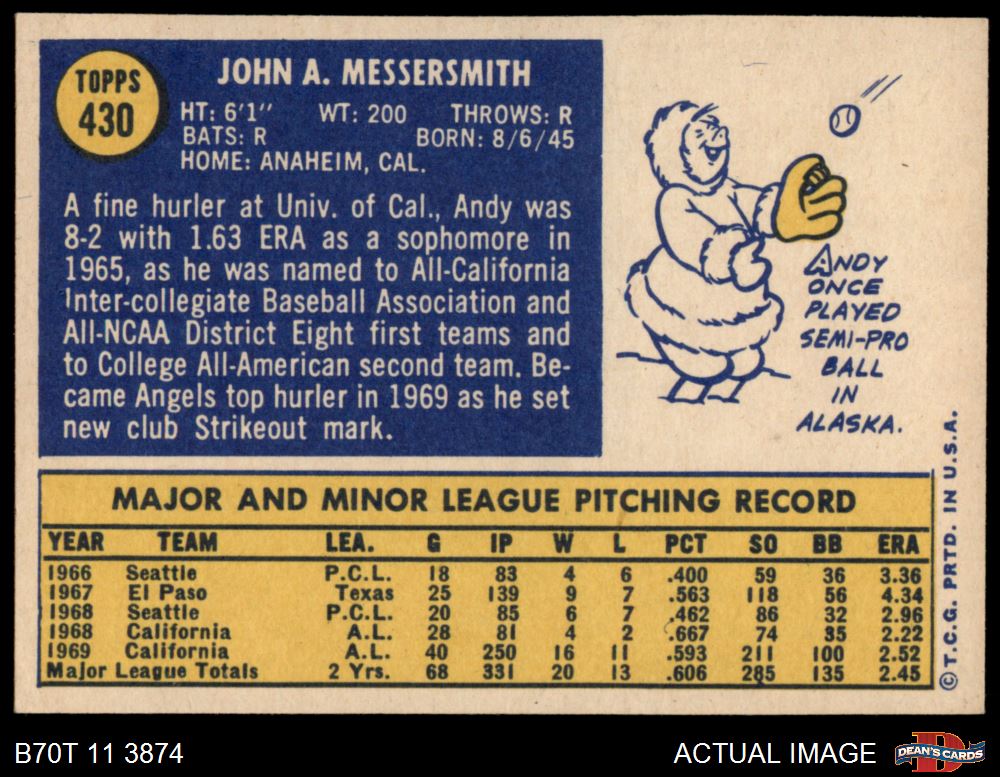 TOPPS
430
JOHN A. MESSERSMITH
HT: 6'1" WT: 200 THROWS: R
BATS: R BORN: 8/6/45
HOME: ANAHEIM, CAL.
A fine hurler at Univ. of Cal., Andy was
8-2 with 1.63 ERA as a sophomore in
1965, as he was named to All-California
Inter-collegiate Baseball Association and
All-NCAA District Eight first teams and
to College All-American second team. Be-
came Angels top hurler in 1969 as he set
new club Strikeout mark.
ANDY
ONCE
PLAYED
SEMI-PRO
BALL
IN
ALASKA.
MAJOR AND MINOR LEAGUE PITCHING RECORD
YEAR TEAM LEA. G IP W L PCT SO BB ERA
1966 Seattle P.C.L. 18 83 4 6 .400 59 36 3.36
1967 El Paso Texas 25 139 9 7 .563 118 56 4.34
1968 Seattle P.C.L. 20 85 6 7 .462 86 32 2.96
1968 California A.L. 28 81 4 2 .667 74 35 2.22
1969 California A.L. 40 250 16 11 .593 211 100 2.52
Major League Totals 2 Yrs. 68 331 20 13 .606 285 135 2.45
©T.C.G. PRTD. IN U.S.A.
B70T 11 3874
ACTUAL IMAGE
DEAN'S CARDS